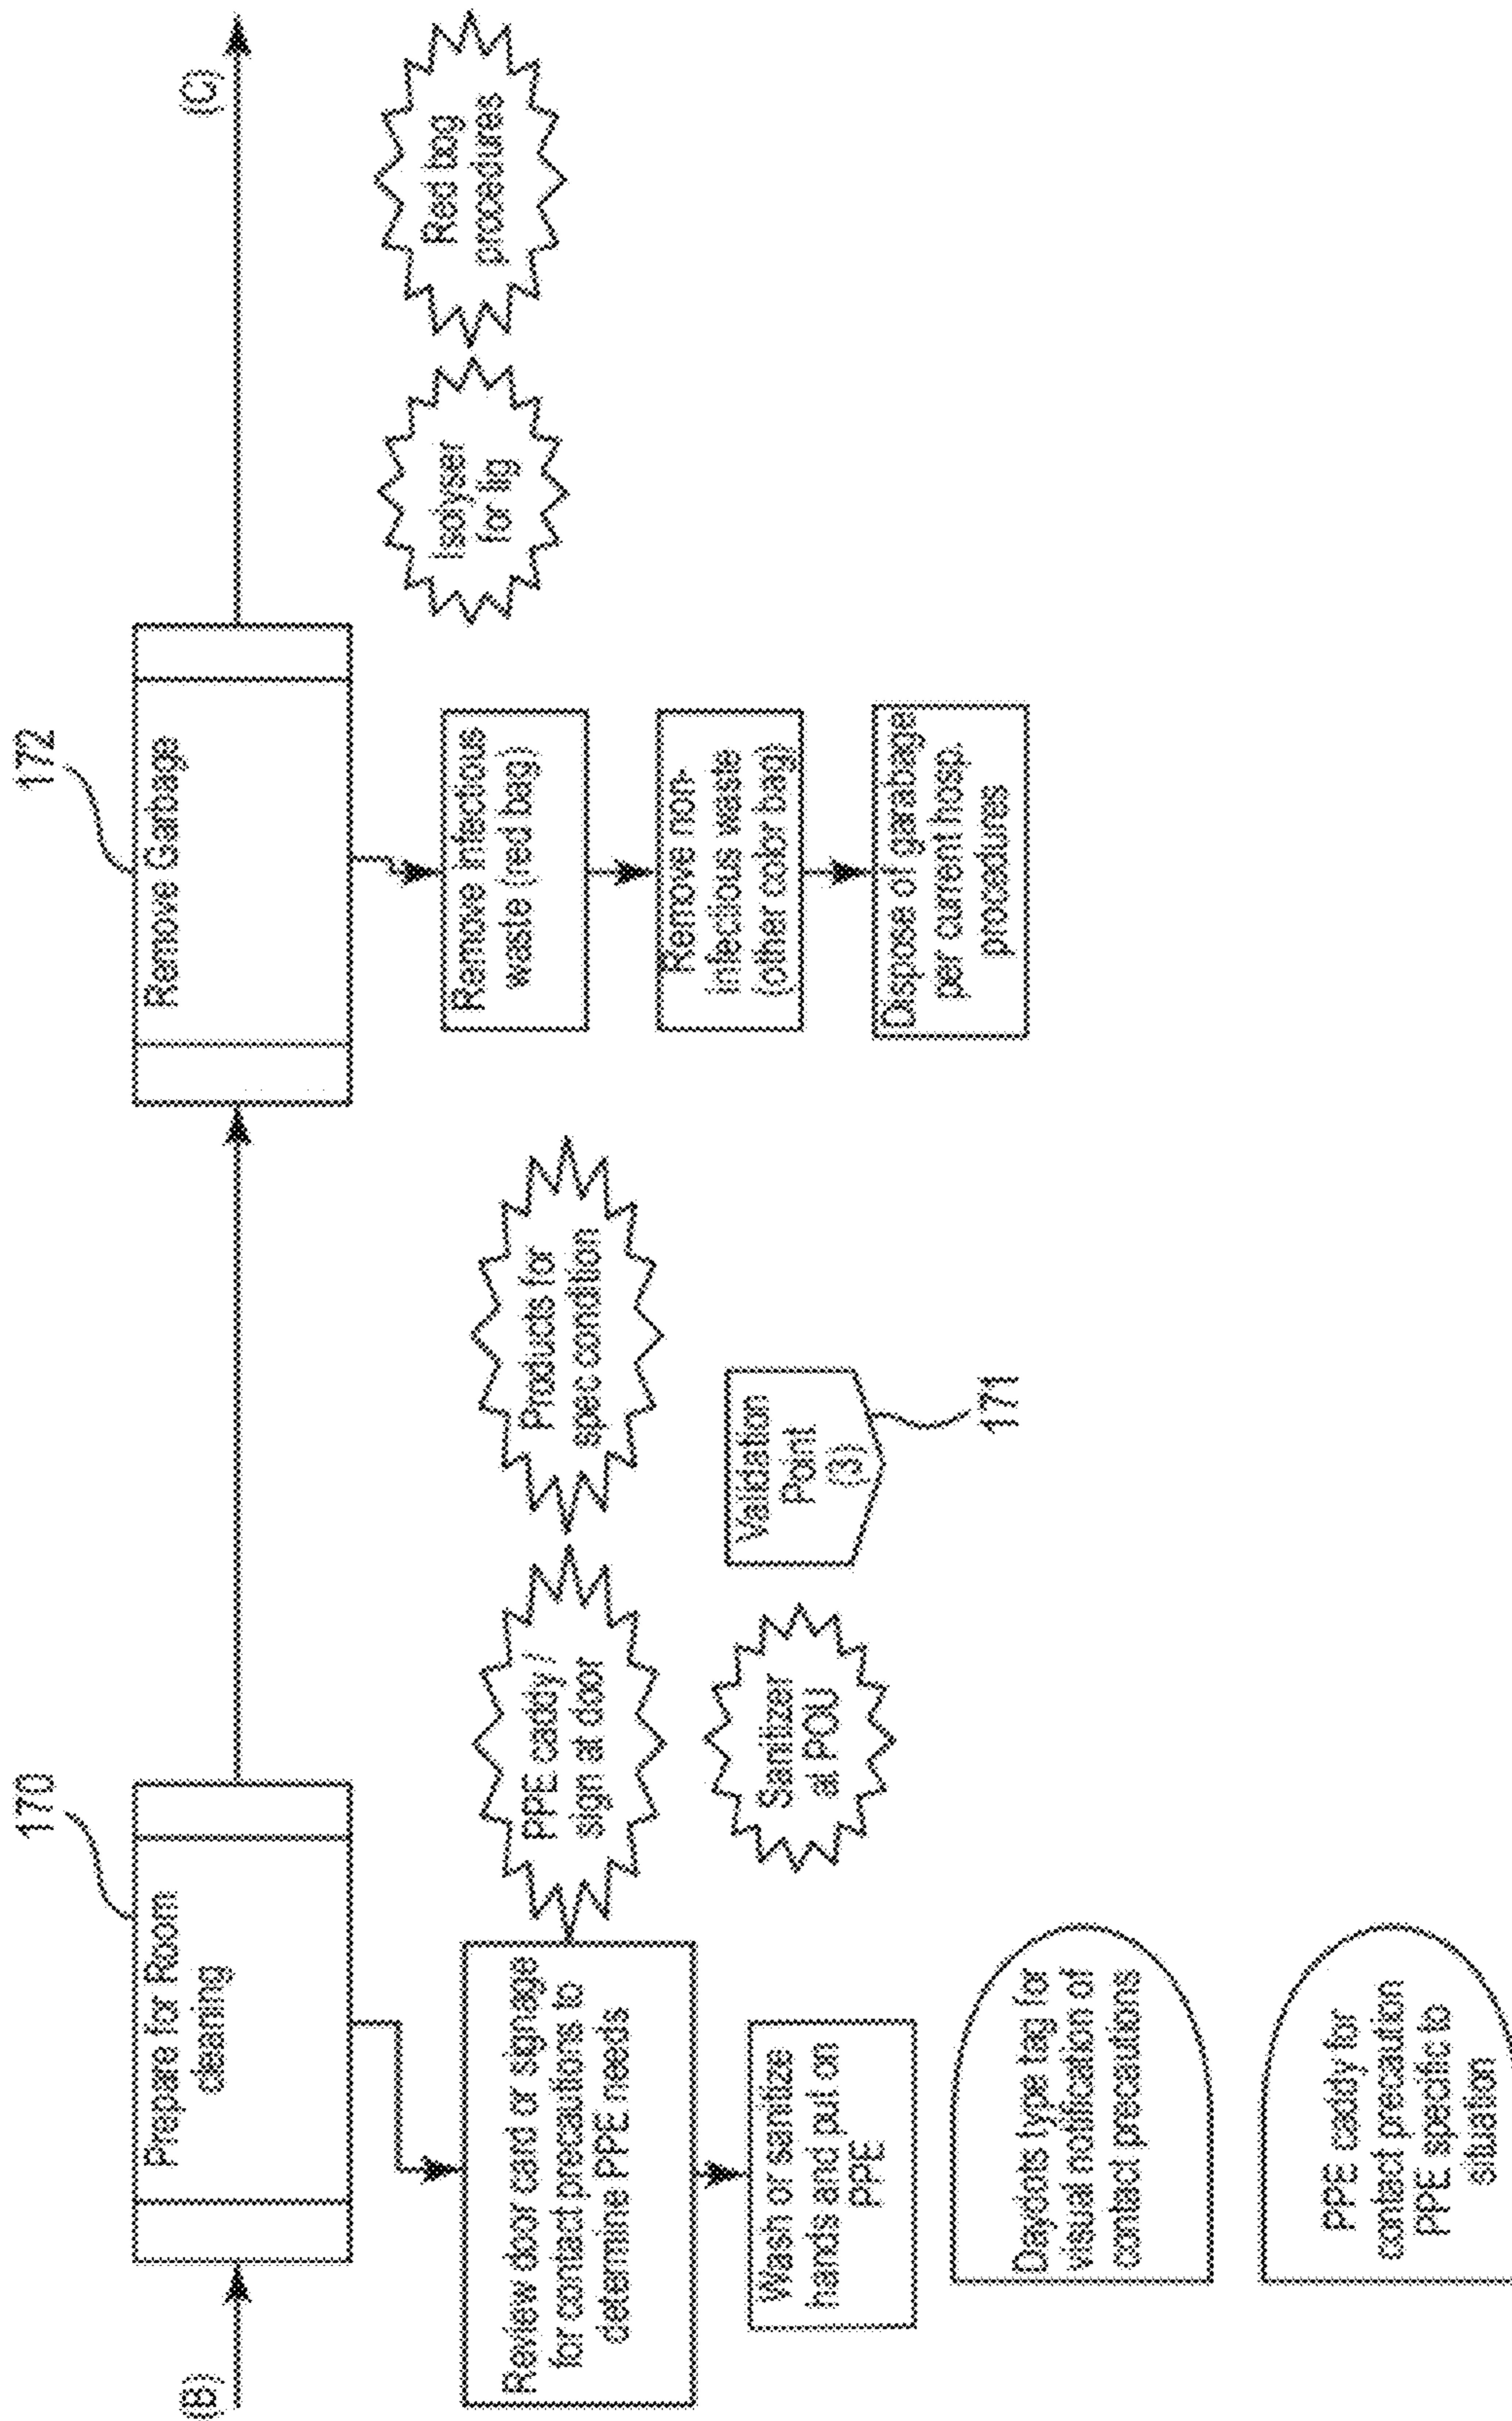 (B)
170
Prepare for Room
cleaning
Review door card or signage
for contact precautions to
determine PPE needs
PPE caddy /
sign at door
Products for
spec condition
Wash or sanitize
hands and put on
PPE
Sanitizer
at POU
Validation
Point
(3)
171
Daydots type tag for
visual notification of
contact precautions
PPE caddy for
contact precaution
PPE specific to
situation
172
Remove Garbage
Remove infectious
waste (red bag)
Remove non-
infectious waste
(other color bag)
Dispose of garabage
per current hosp.
procedures
Isolyser
for liq
Red bag
procedures
(C)